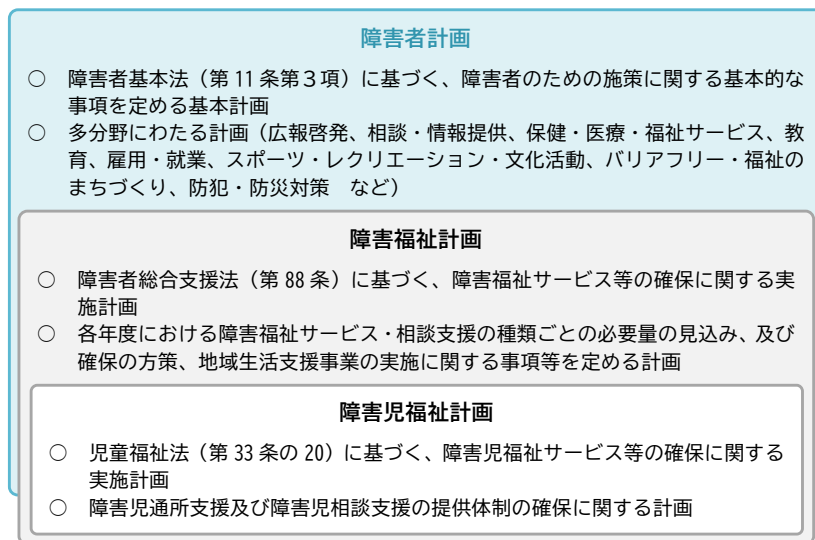 障害者計画
○ 障害者基本法（第 11 条第３項）に基づく、障害者のための施策に関する基本的な
事項を定める基本計画
○ 多分野にわたる計画（広報啓発、相談・情報提供、保健・医療・福祉サービス、教
育、雇用・就業、スポーツ・レクリエーション・文化活動、バリアフリー・福祉の
まちづくり、防犯・防災対策　など）
障害福祉計画
○ 障害者総合支援法（第 88 条）に基づく、障害福祉サービス等の確保に関する実
施計画
○ 各年度における障害福祉サービス・相談支援の種類ごとの必要量の見込み、及び
確保の方策、地域生活支援事業の実施に関する事項等を定める計画
障害児福祉計画
○ 児童福祉法（第 33 条の 20）に基づく、障害児福祉サービス等の確保に関する
実施計画
○ 障害児通所支援及び障害児相談支援の提供体制の確保に関する計画